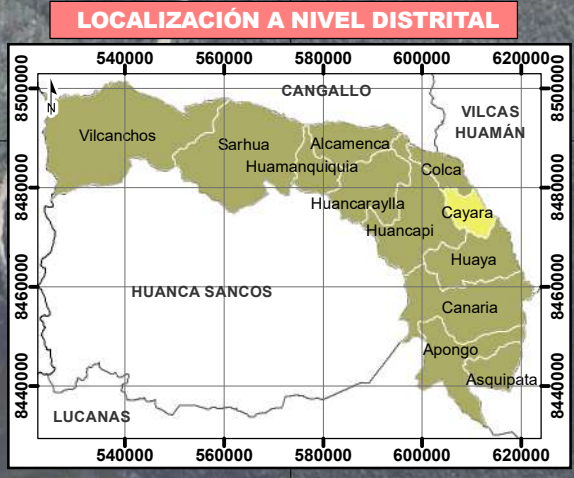 LOCALIZACIÓN A NIVEL DISTRITAL
540000 560000 580000 600000 620000
8500000
8500000
CANGALLO
N
VILCAS
HUAMÁN
Vilcanchos
Sarhua
Alcamenca
Huamanquiquia
Colca
8480000
8480000
Huancaraylla
Cayara
Huancapi
Huaya
8460000
8460000
HUANCA SANCOS
Canaria
Apongo
Asquipata
8440000
8440000
LUCANAS
540000 560000 580000 600000 620000